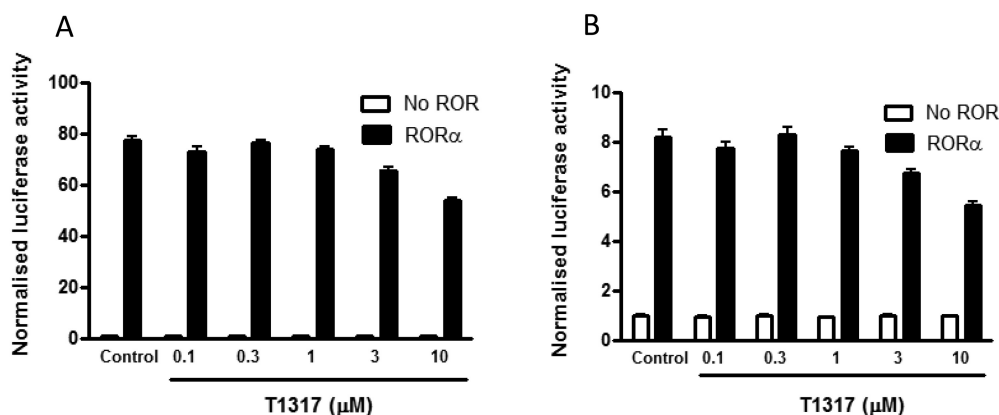 A
Normalised luciferase activity
100
80
60
40
20
0
No ROR
RORα
Control 0.1 0.3 1 3 10
T1317 (μM)
B
Normalised luciferase activity
10
8
6
4
2
0
No ROR
RORα
Control 0.1 0.3 1 3 10
T1317 (μM)